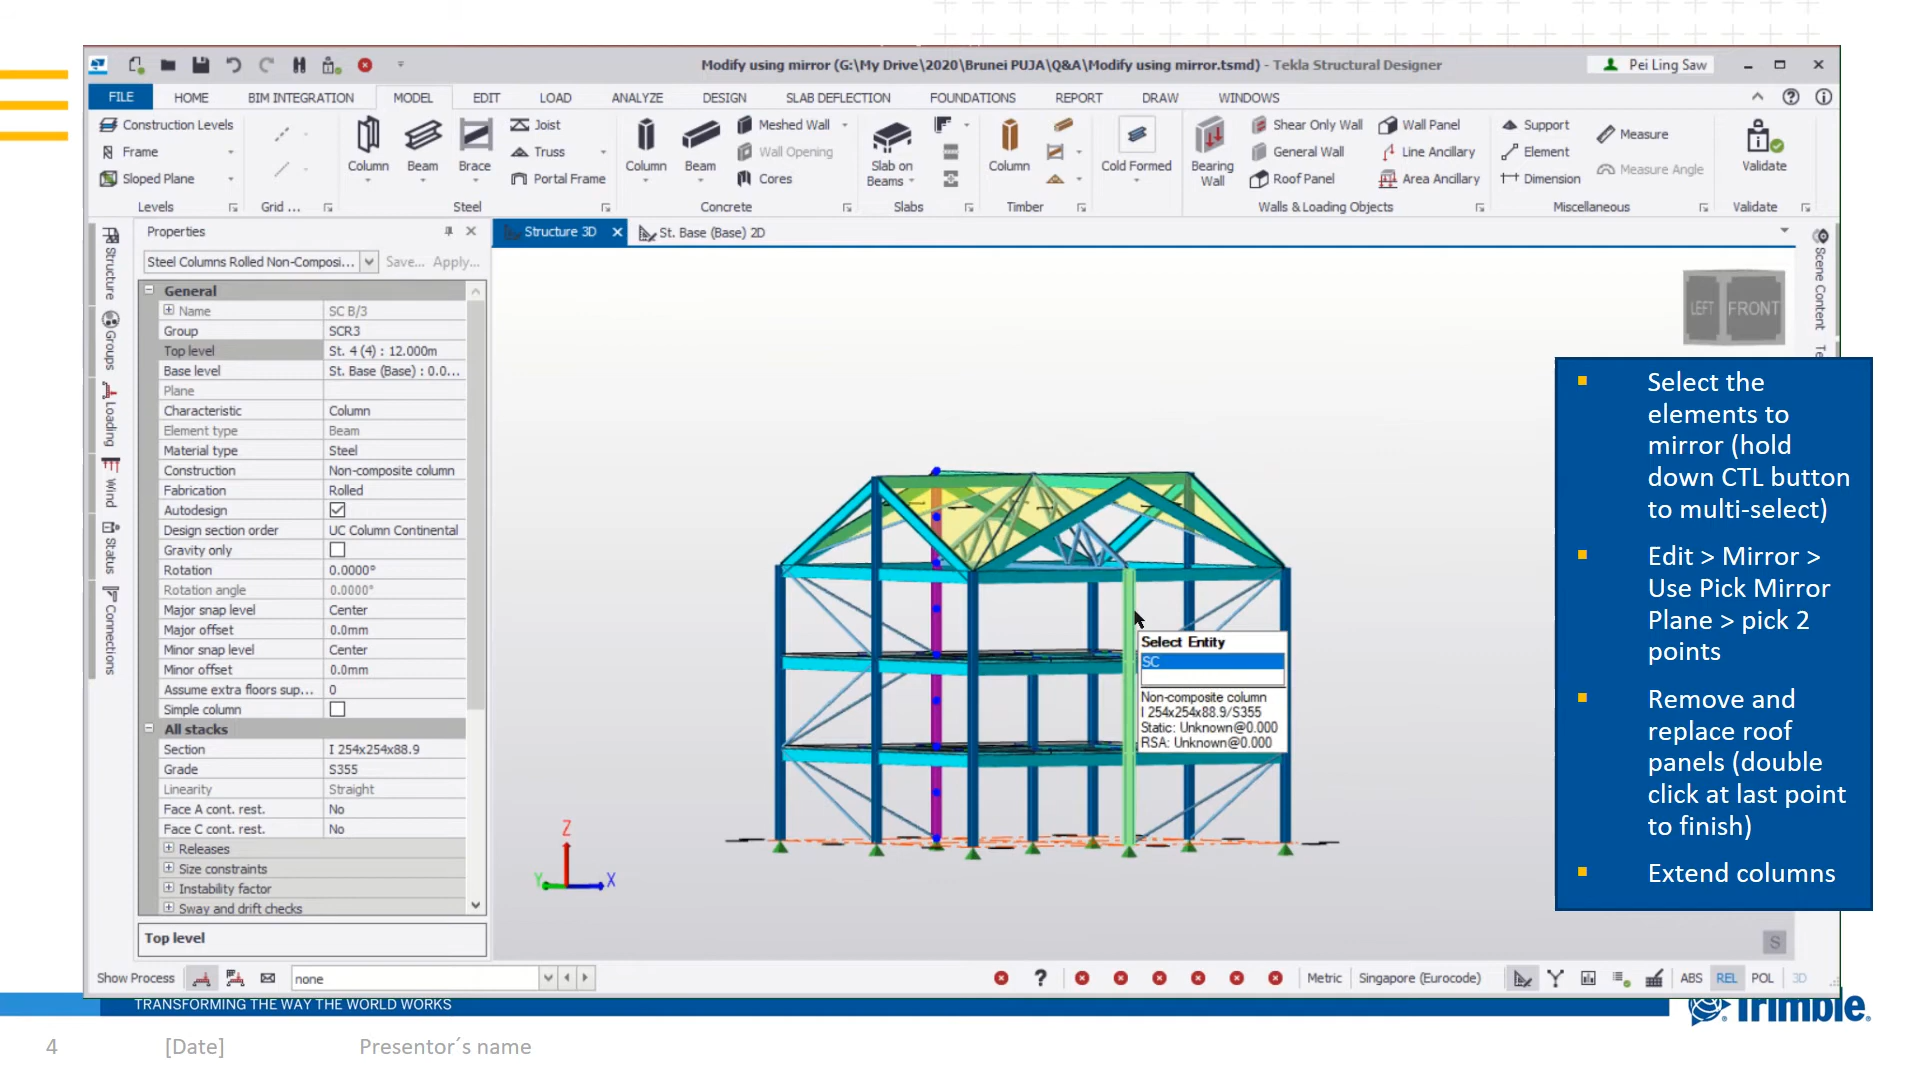 Modify using mirror (G:\My Drive\2020\Brunei PUJA\Q&A\Modify using mirror.tsmd) - Tekla Structural Designer
Pei Ling Saw
FILE HOME BIM INTEGRATION MODEL EDIT LOAD ANALYZE DESIGN SLAB DEFLECTION FOUNDATIONS REPORT DRAW WINDOWS
Construction Levels
Frame
Sloped Plane
Levels
Grid ...
Column
Beam
Brace
Joist
Truss
Portal Frame
Steel
Column
Beam
Meshed Wall
Wall Opening
Cores
Concrete
Slab on
Beams
Slabs
Column
Timber
Cold Formed
Bearing
Wall
Shear Only Wall
General Wall
Roof Panel
Wall Panel
Line Ancillary
Area Ancillary
Walls & Loading Objects
Support
Element
Dimension
Measure
Measure Angle
Miscellaneous
Validate
Validate
Structure
Groups
Loading
Wind
Status
Connections
Properties
Steel Columns Rolled Non-Composi... Save... Apply...
General
Name SC B/3
Group SCR3
Top level St. 4 (4) : 12.000m
Base level St. Base (Base) : 0.0...
Plane
Characteristic Column
Element type Beam
Material type Steel
Construction Non-composite column
Fabrication Rolled
Autodesign
Design section order UC Column Continental
Gravity only
Rotation 0.0000°
Rotation angle 0.0000°
Major snap level Center
Major offset 0.0mm
Minor snap level Center
Minor offset 0.0mm
Assume extra floors sup... 0
Simple column
All stacks
Section I 254x254x88.9
Grade S355
Linearity Straight
Face A cont. rest. No
Face C cont. rest. No
Releases
Size constraints
Instability factor
Sway and drift checks
Top level
Structure 3D
St. Base (Base) 2D
LEFT FRONT
Scene Content
Te
Select Entity
SC
Non-composite column
I 254x254x88.9/S355
Static: Unknown@0.000
RSA: Unknown@0.000
Z
Y
X
S
Select the
elements to
mirror (hold
down CTL button
to multi-select)
Edit > Mirror >
Use Pick Mirror
Plane > pick 2
points
Remove and
replace roof
panels (double
click at last point
to finish)
Extend columns
Show Process none Metric Singapore (Eurocode) ABS REL POL 3D
TRANSFORMING THE WAY THE WORLD WORKS
Trimble.
4 [Date] Presentor´s name